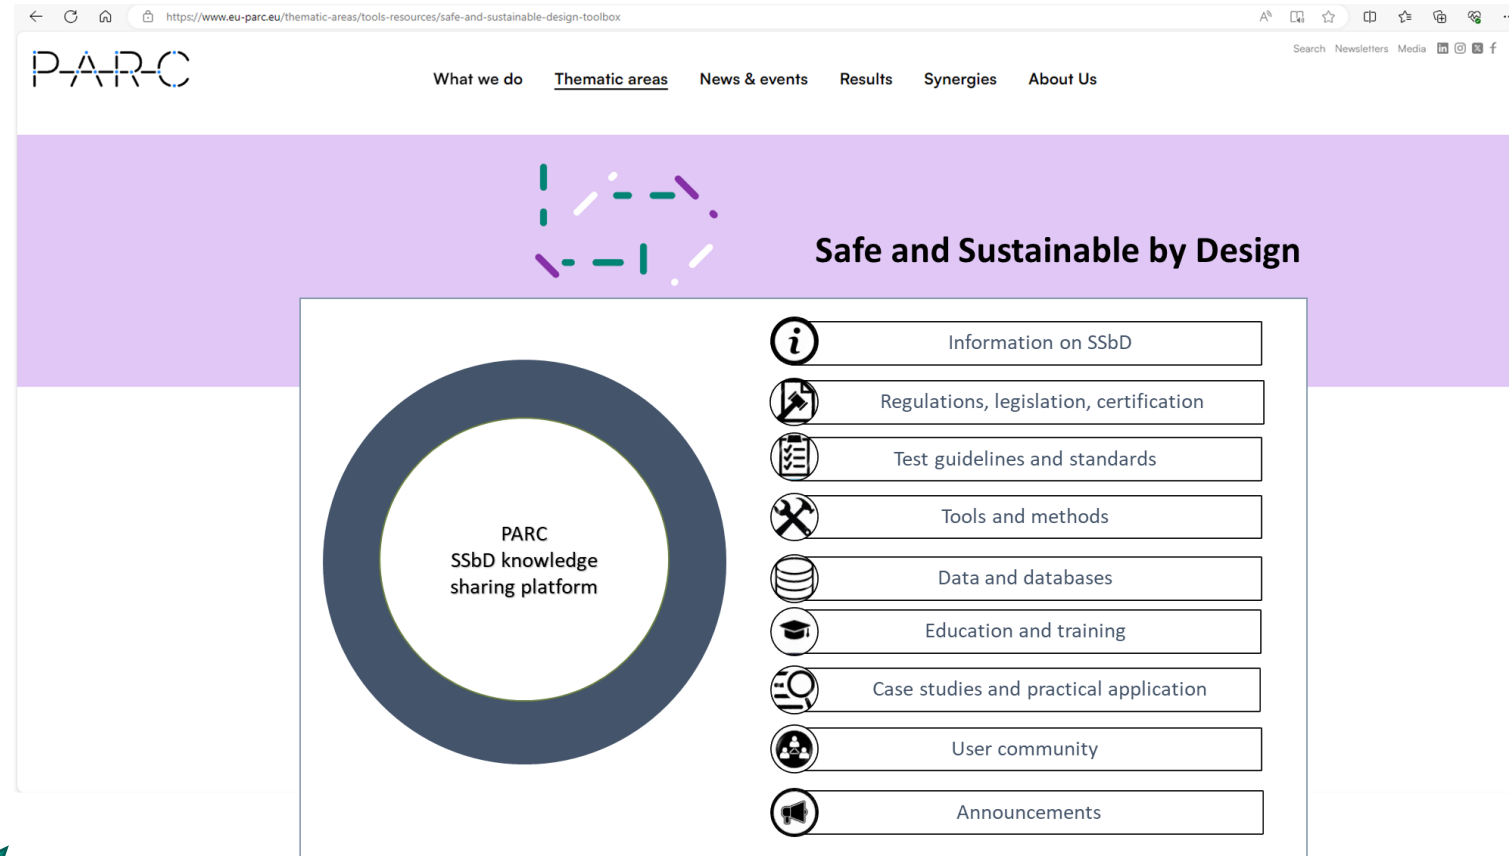 https://www.eu-parc.eu/thematic-areas/tools-resources/safe-and-sustainable-design-toolbox
Search Newsletters Media
P-A-R-C
What we do Thematic areas News & events Results Synergies About Us
Safe and Sustainable by Design
PARC
SSbD knowledge
sharing platform
Information on SSbD
Regulations, legislation, certification
Test guidelines and standards
Tools and methods
Data and databases
Education and training
Case studies and practical application
User community
Announcements